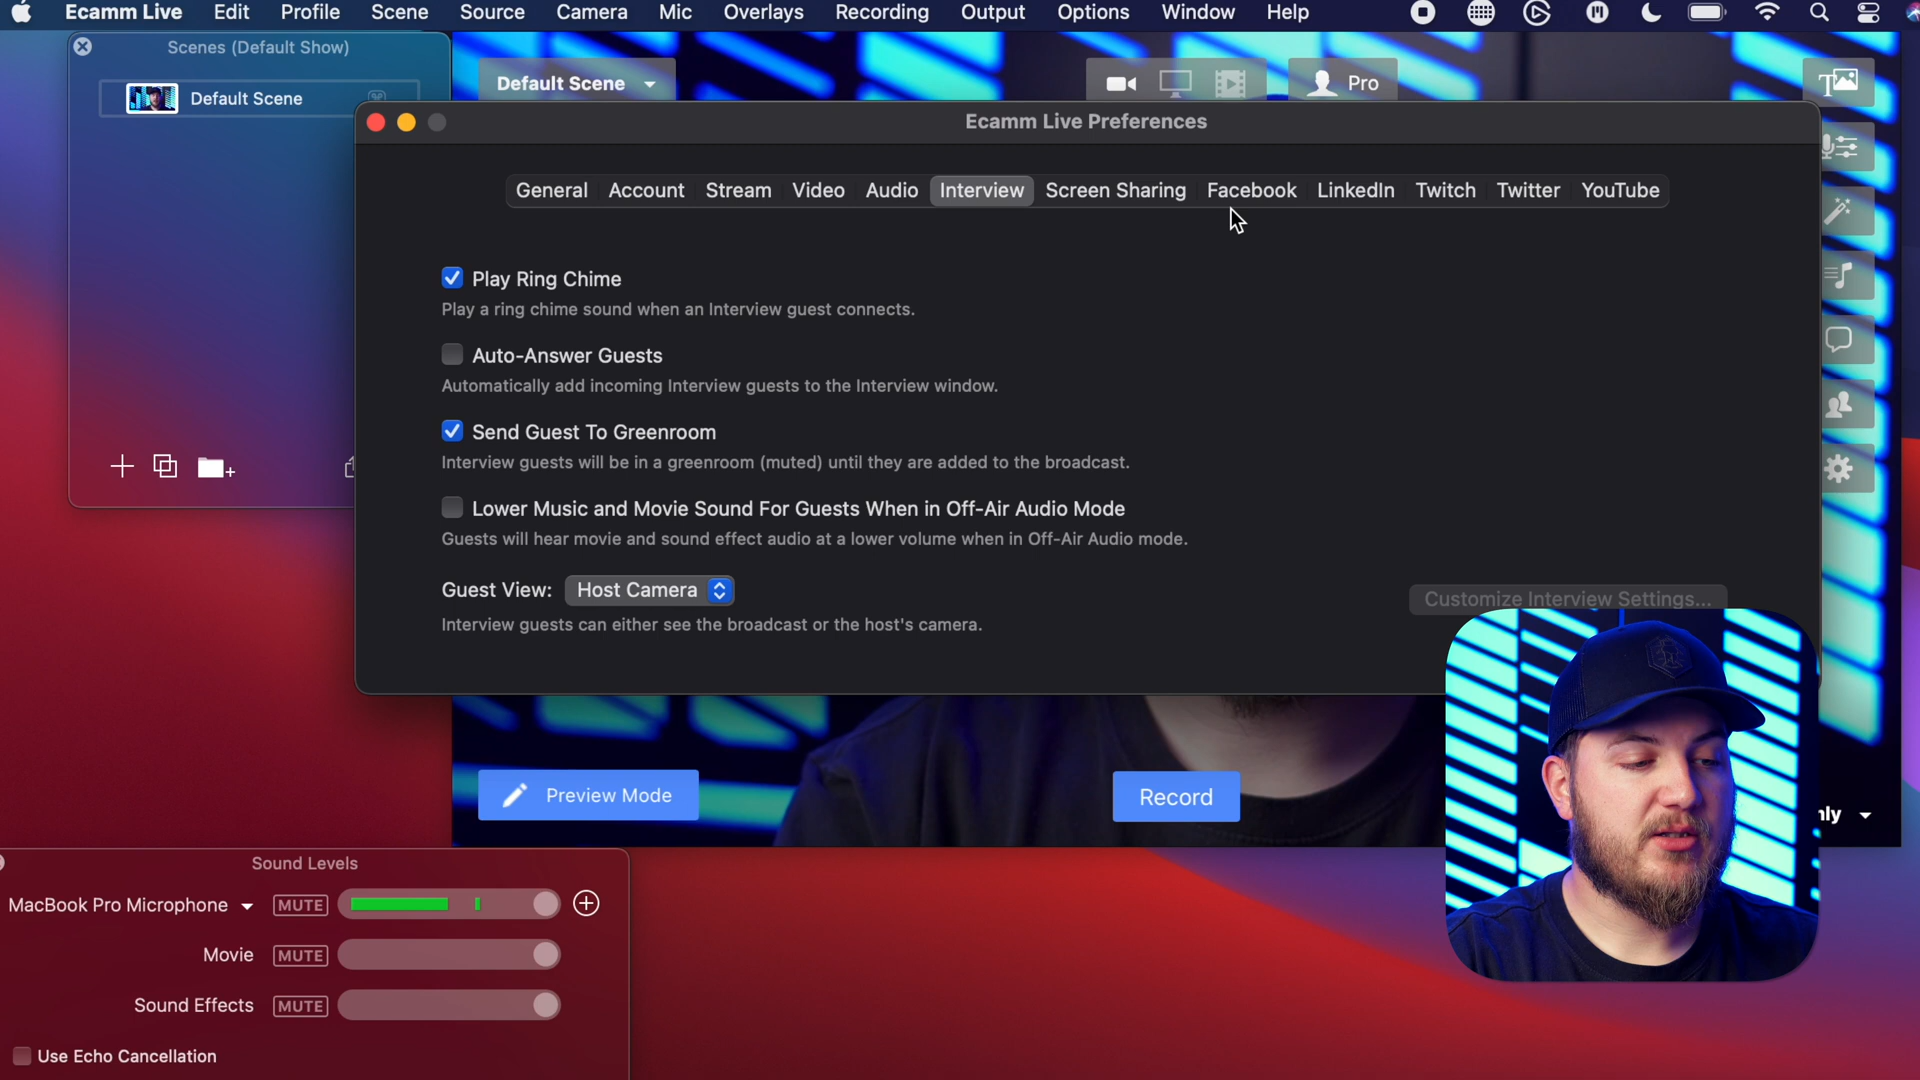 Ecamm Live Edit Profile Scene Source Camera Mic Overlays Recording Output Options Window Help
Scenes (Default Show)
Default Scene
Default Scene
Pro
T
Ecamm Live Preferences
General Account Stream Video Audio Interview Screen Sharing Facebook LinkedIn Twitch Twitter YouTube
Play Ring Chime
Play a ring chime sound when an Interview guest connects.
Auto-Answer Guests
Automatically add incoming Interview guests to the Interview window.
Send Guest To Greenroom
Interview guests will be in a greenroom (muted) until they are added to the broadcast.
Lower Music and Movie Sound For Guests When in Off-Air Audio Mode
Guests will hear movie and sound effect audio at a lower volume when in Off-Air Audio mode.
Guest View: Host Camera
Customize Interview Settings...
Interview guests can either see the broadcast or the host's camera.
Preview Mode
Record
nly
Sound Levels
MacBook Pro Microphone MUTE
Movie MUTE
Sound Effects MUTE
Use Echo Cancellation